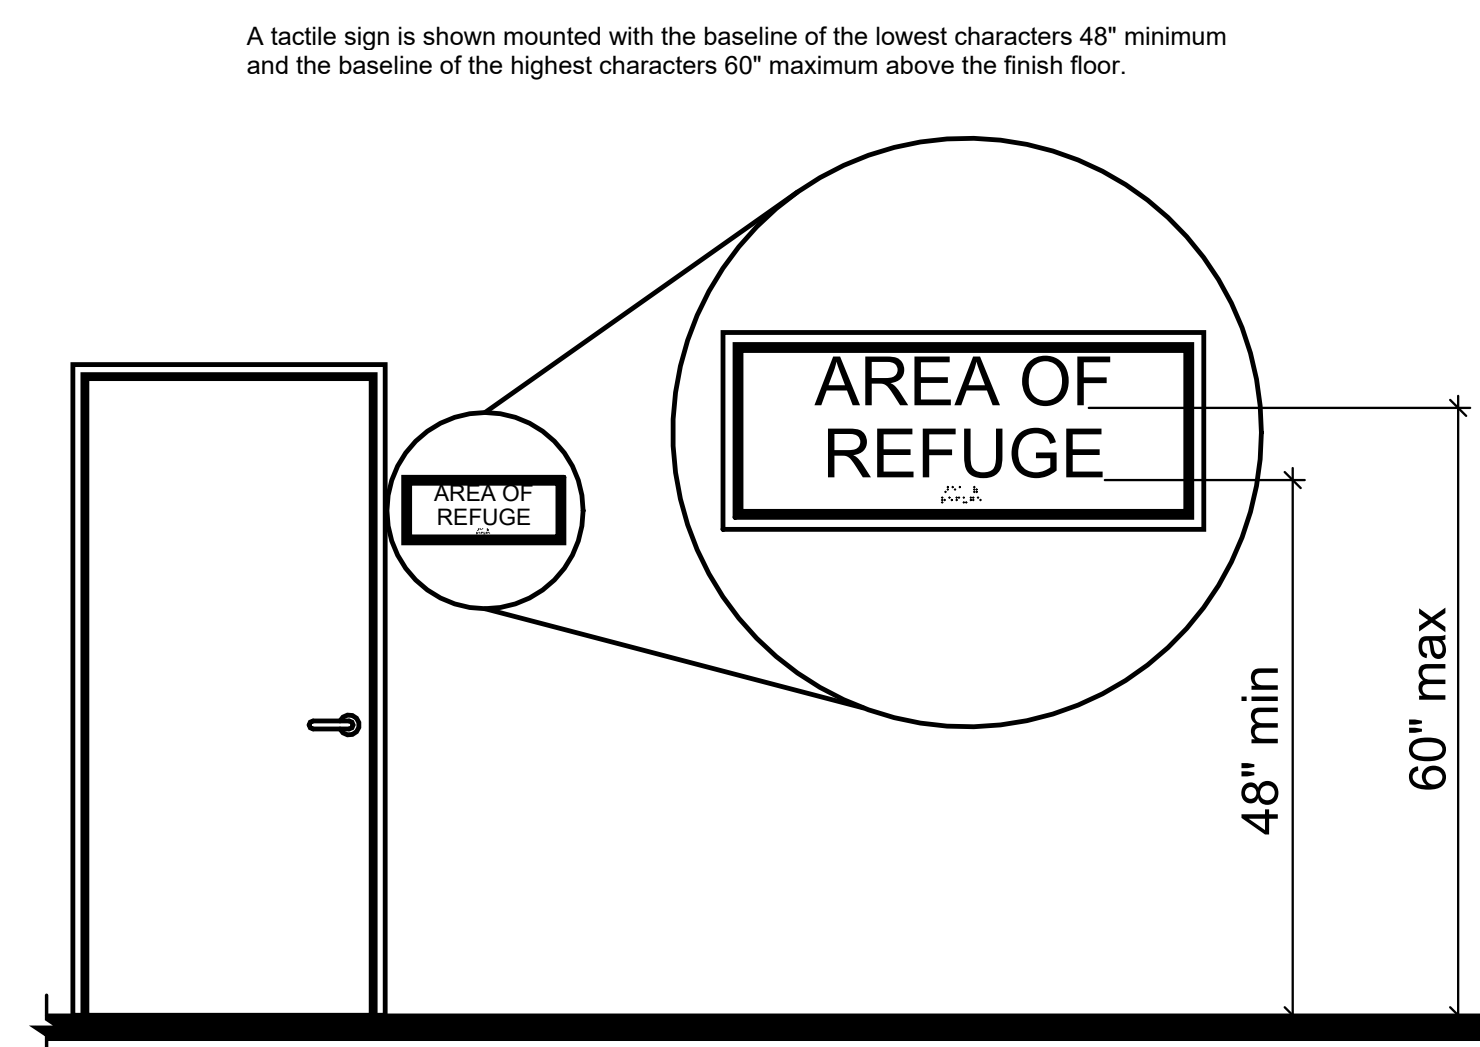 A tactile sign is shown mounted with the baseline of the lowest characters 48" minimum
and the baseline of the highest characters 60" maximum above the finish floor.
AREA OF
REFUGE
AREA OF
REFUGE
48" min
60" max